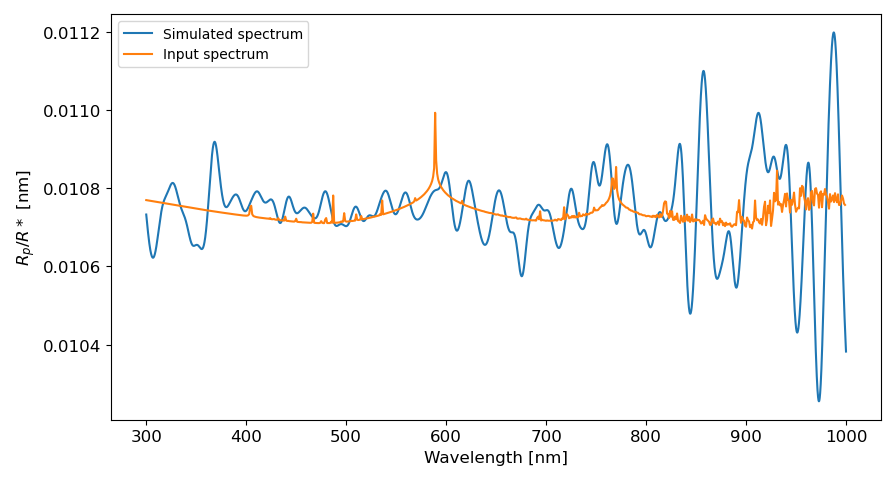 Simulated spectrum
Input spectrum
0.0112
0.0110
0.0108
0.0106
0.0104
R_p/R* [nm]
300 400 500 600 700 800 900 1000
Wavelength [nm]